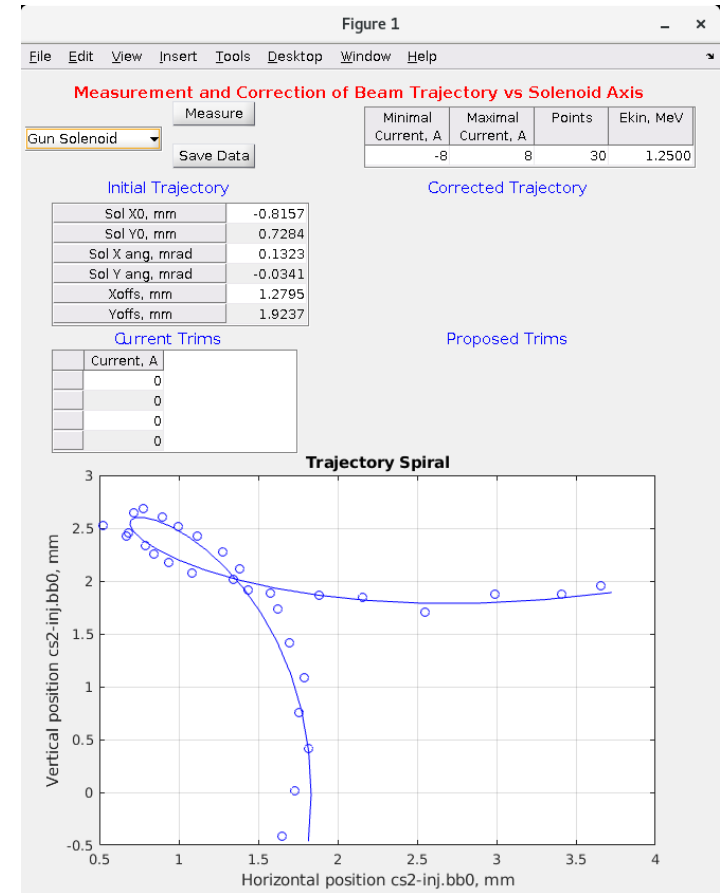 Figure 1
File Edit View Insert Tools Desktop Window Help
Measurement and Correction of Beam Trajectory vs Solenoid Axis
Gun Solenoid
Measure
Save Data
Minimal Current, A Maximal Current, A Points Ekin, MeV
-8 8 30 1.2500
Initial Trajectory
Corrected Trajectory
Sol X0, mm -0.8157
Sol Y0, mm 0.7284
Sol X ang, mrad 0.1323
Sol Y ang, mrad -0.0341
Xoffs, mm 1.2795
Yoffs, mm 1.9237
Current Trims
Proposed Trims
Current, A
0
0
0
0
Trajectory Spiral
Vertical position cs2-inj.bb0, mm
3
2.5
2
1.5
1
0.5
0
-0.5
0.5 1 1.5 2 2.5 3 3.5 4
Horizontal position cs2-inj.bb0, mm